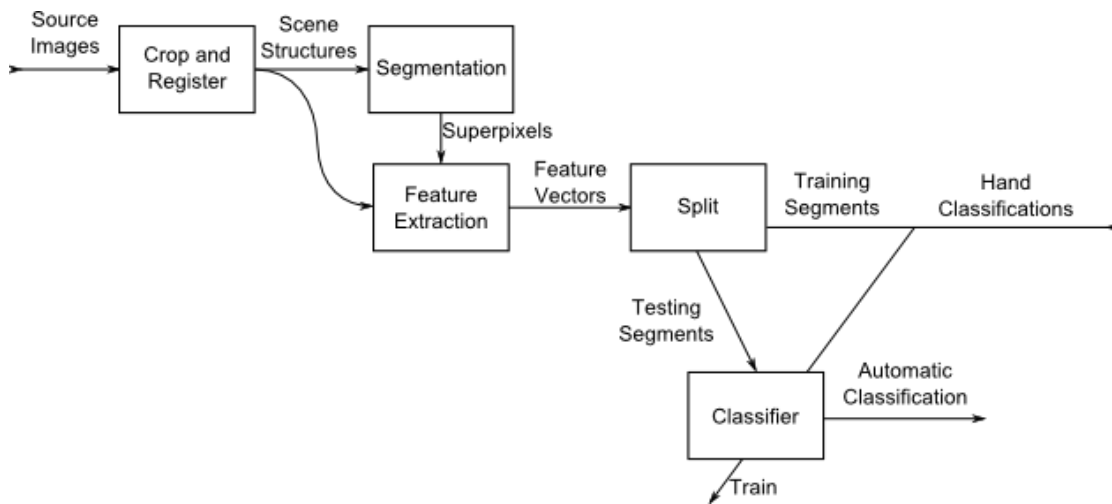 Source
Images
Crop and
Register
Scene
Structures
Segmentation
Superpixels
Feature
Extraction
Feature
Vectors
Split
Training
Segments
Hand
Classifications
Testing
Segments
Classifier
Automatic
Classification
Train